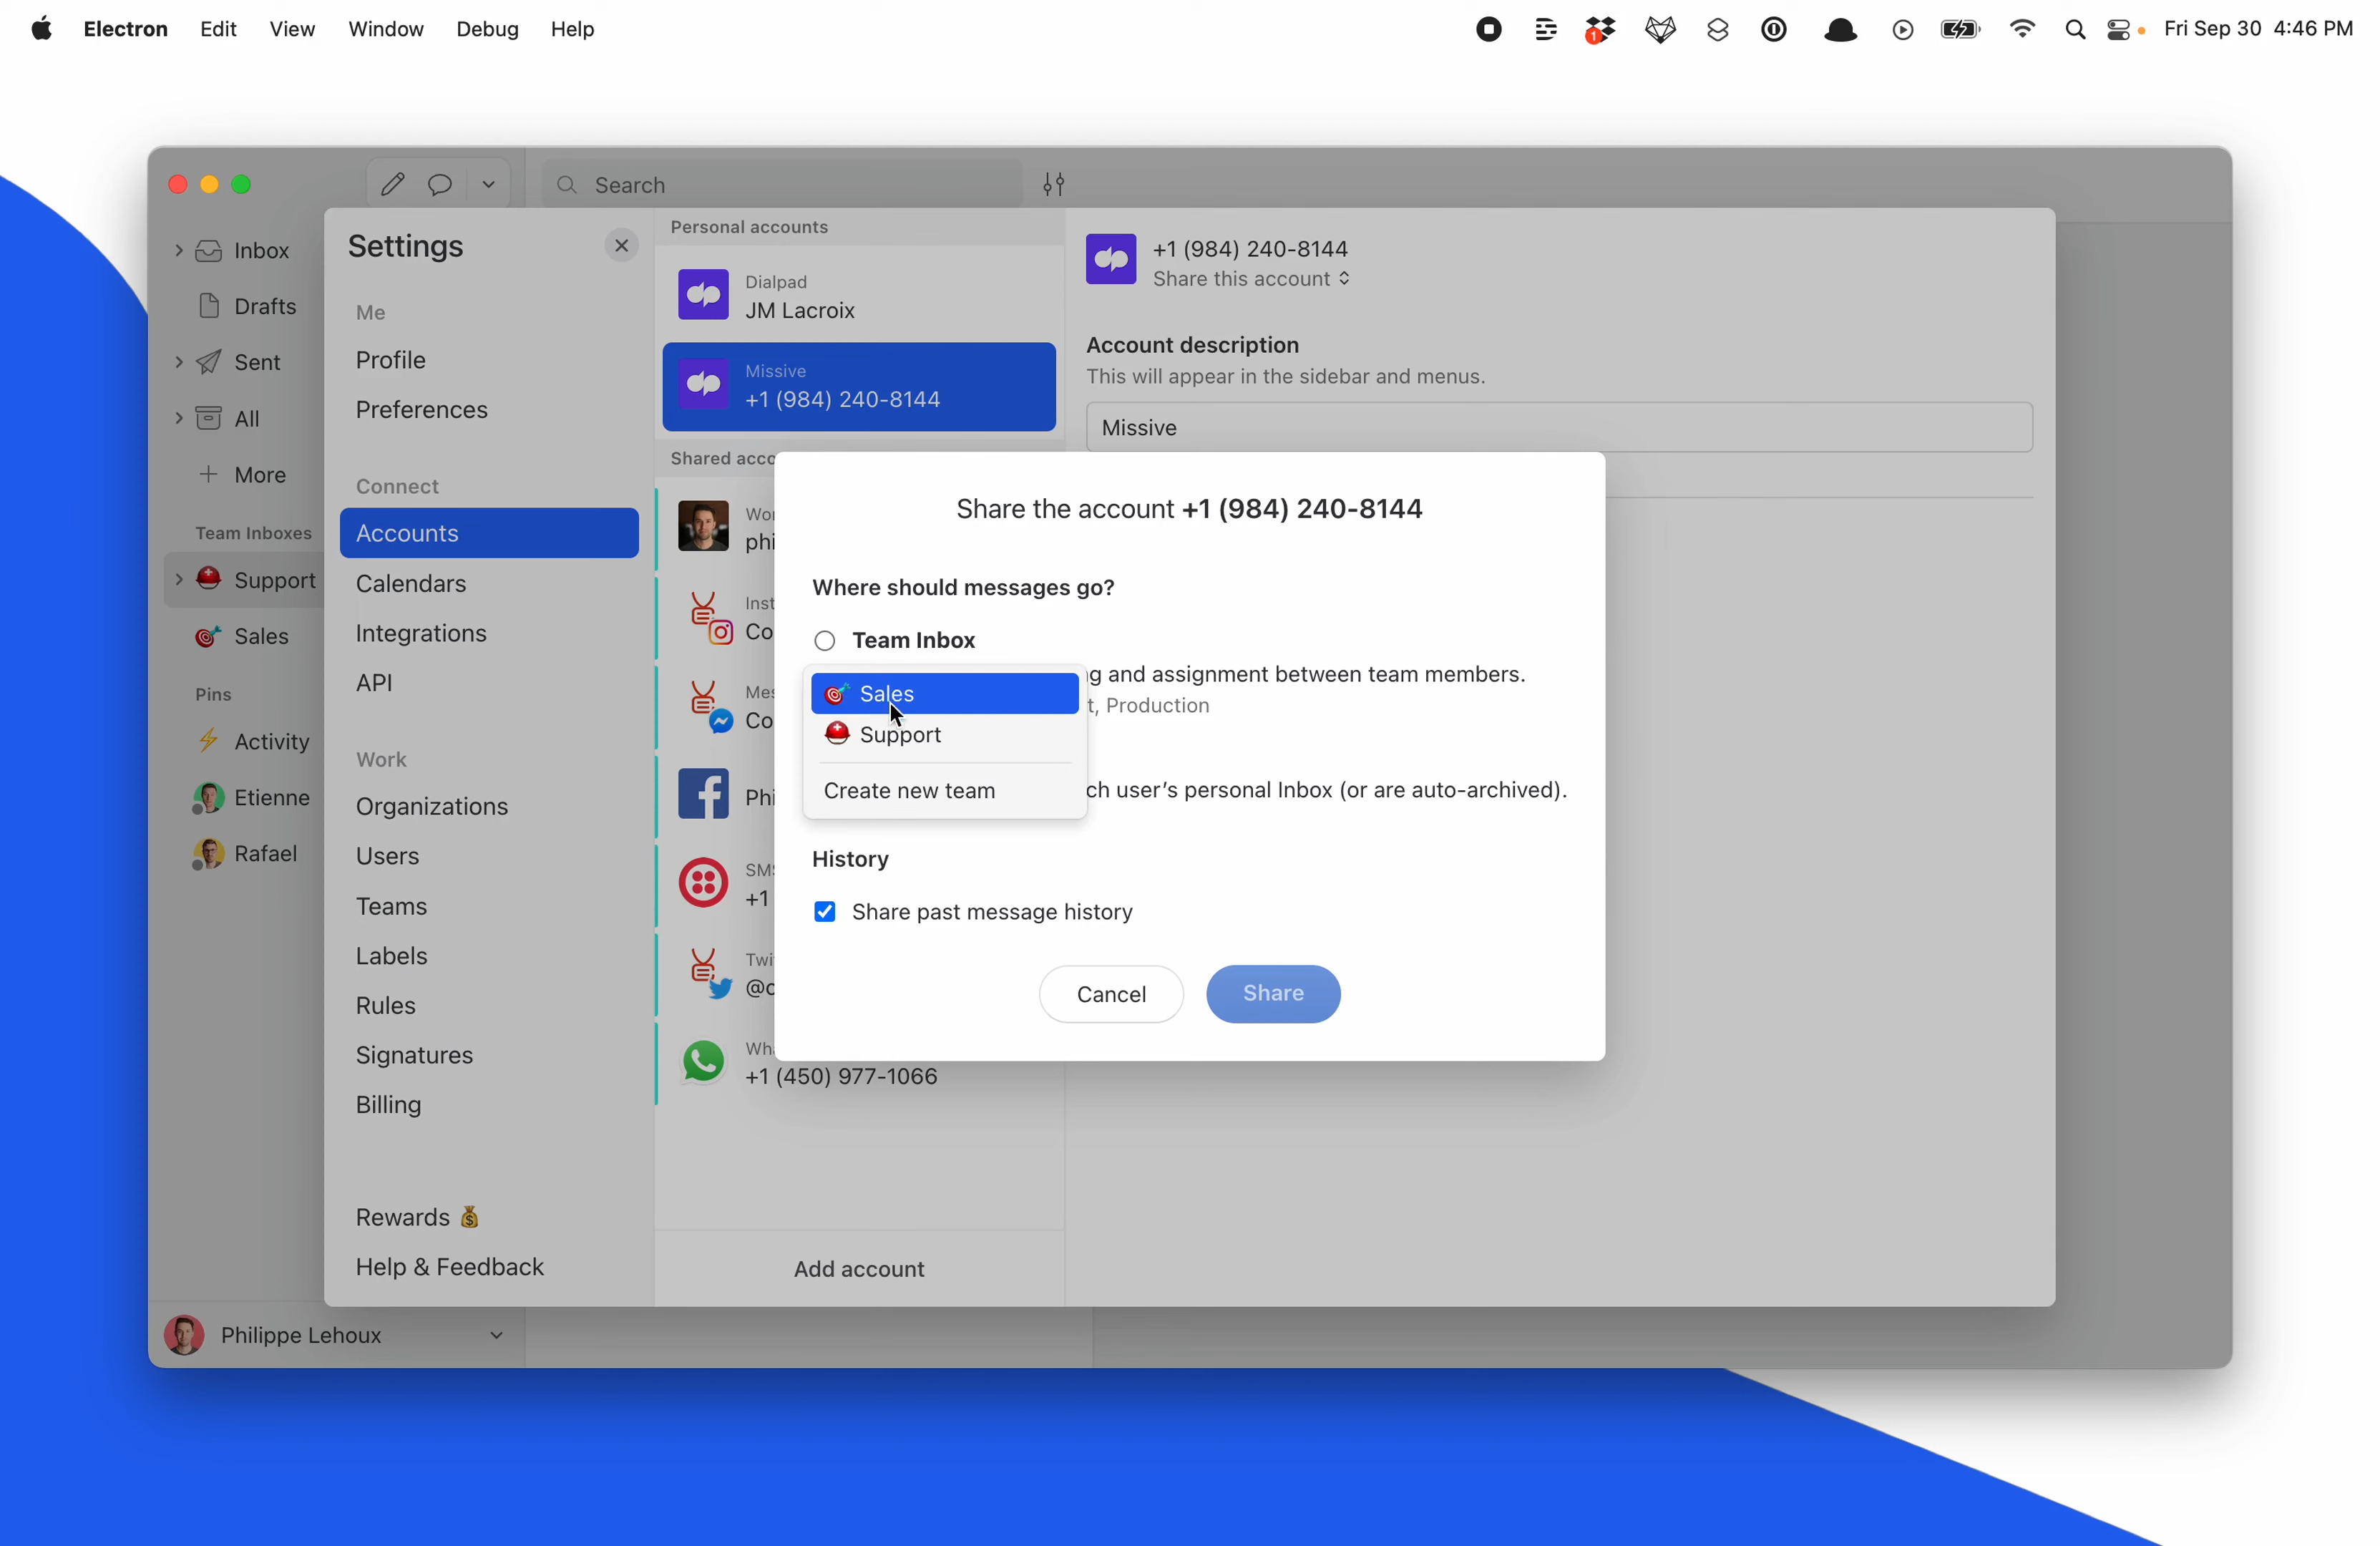 Electron Edit View Window Debug Help
1
Fri Sep 30 4:46 PM
Search
Inbox
Drafts
Sent
All
More
Team Inboxes
Support
Sales
Pins
Activity
Etienne
Rafael
Philippe Lehoux
Settings
Me
Profile
Preferences
Connect
Accounts
Calendars
Integrations
API
Work
Organizations
Users
Teams
Labels
Rules
Signatures
Billing
Rewards 💰
Help & Feedback
Personal accounts
Dialpad
JM Lacroix
Missive
+1 (984) 240-8144
Shared acco
phi
Inst
Co
Mes
Co
Phi
SMS
+1
Twi
+1 (450) 977-1066
Add account
+1 (984) 240-8144
Share this account
Account description
This will appear in the sidebar and menus.
Missive
Share the account +1 (984) 240-8144
Where should messages go?
Team Inbox
g and assignment between team members.
t, Production
Sales
Support
Create new team
ch user's personal Inbox (or are auto-archived).
History
Share past message history
Cancel
Share